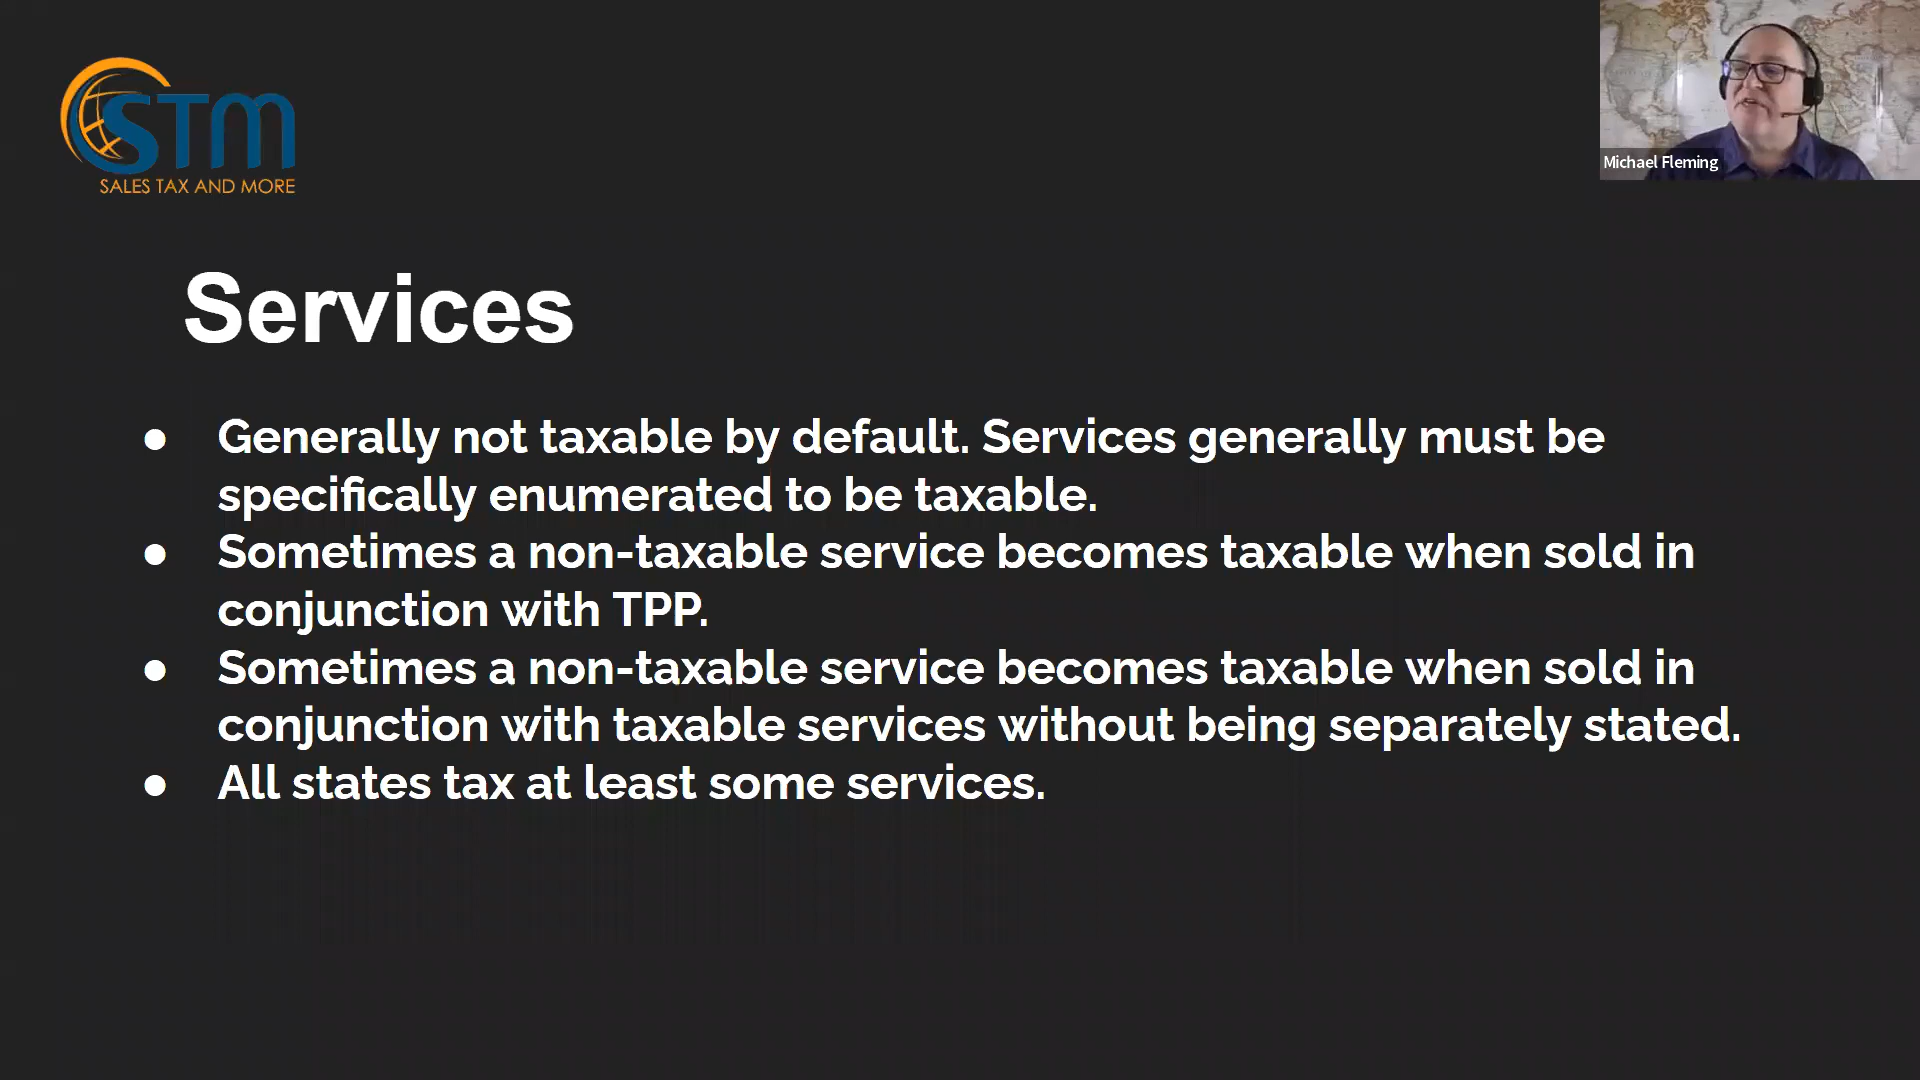 STM
SALES TAX AND MORE
Michael Fleming
Services
● Generally not taxable by default. Services generally must be
specifically enumerated to be taxable.
● Sometimes a non-taxable service becomes taxable when sold in
conjunction with TPP.
● Sometimes a non-taxable service becomes taxable when sold in
conjunction with taxable services without being separately stated.
● All states tax at least some services.